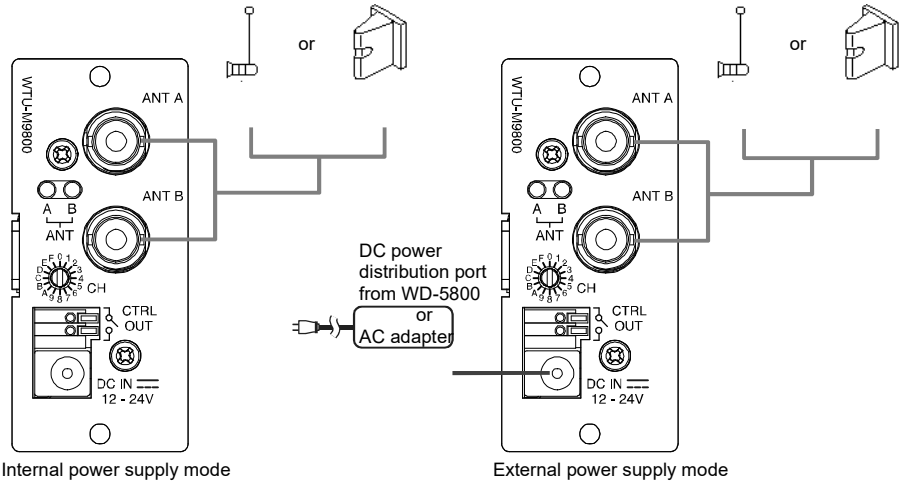 or
WTU-M9800
ANT A
ANT B
A B
ANT
F 0 1 2 3 4 5 6 7 8 9 A B C D E
CH
CTRL
OUT
DC IN
12 - 24V
Internal power supply mode
DC power
distribution port
from WD-5800
or
AC adapter
or
WTU-M9800
ANT A
ANT B
A B
ANT
F 0 1 2 3 4 5 6 7 8 9 A B C D E
CH
CTRL
OUT
DC IN
12 - 24V
External power supply mode